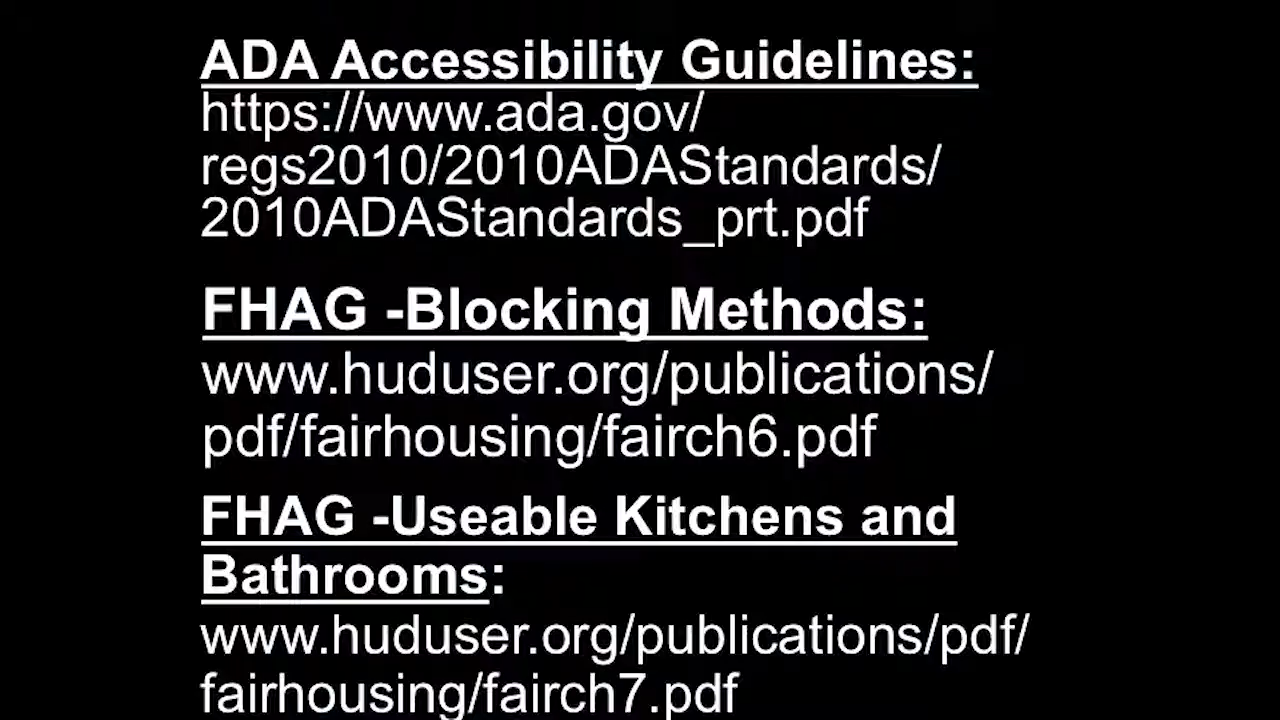 ADA Accessibility Guidelines:
https://www.ada.gov/
regs2010/2010ADAStandards/
2010ADAStandards_prt.pdf
FHAG -Blocking Methods:
www.huduser.org/publications/
pdf/fairhousing/fairch6.pdf
FHAG -Useable Kitchens and
Bathrooms:
www.huduser.org/publications/pdf/
fairhousing/fairch7.pdf